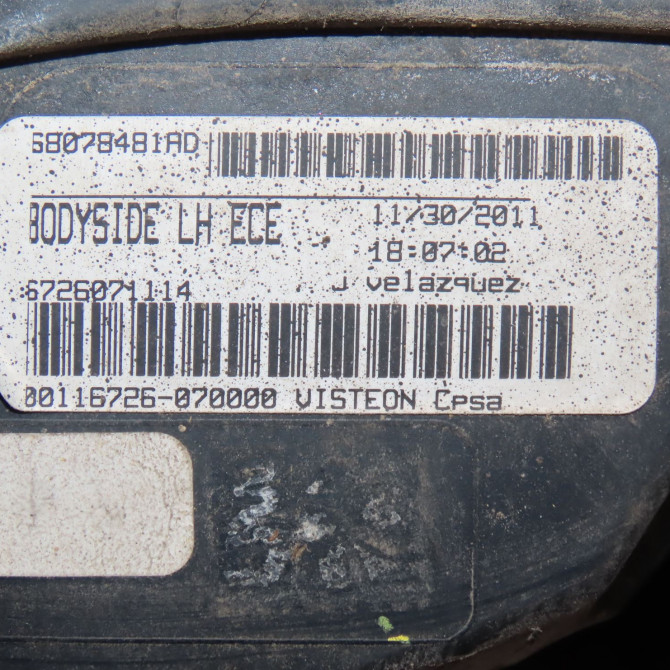 68078481AD
BODYSIDE LH ECE 11/30/2011
18:07:02
6726071114 J velazquez
00116726-070000 VISTEON Cpsa